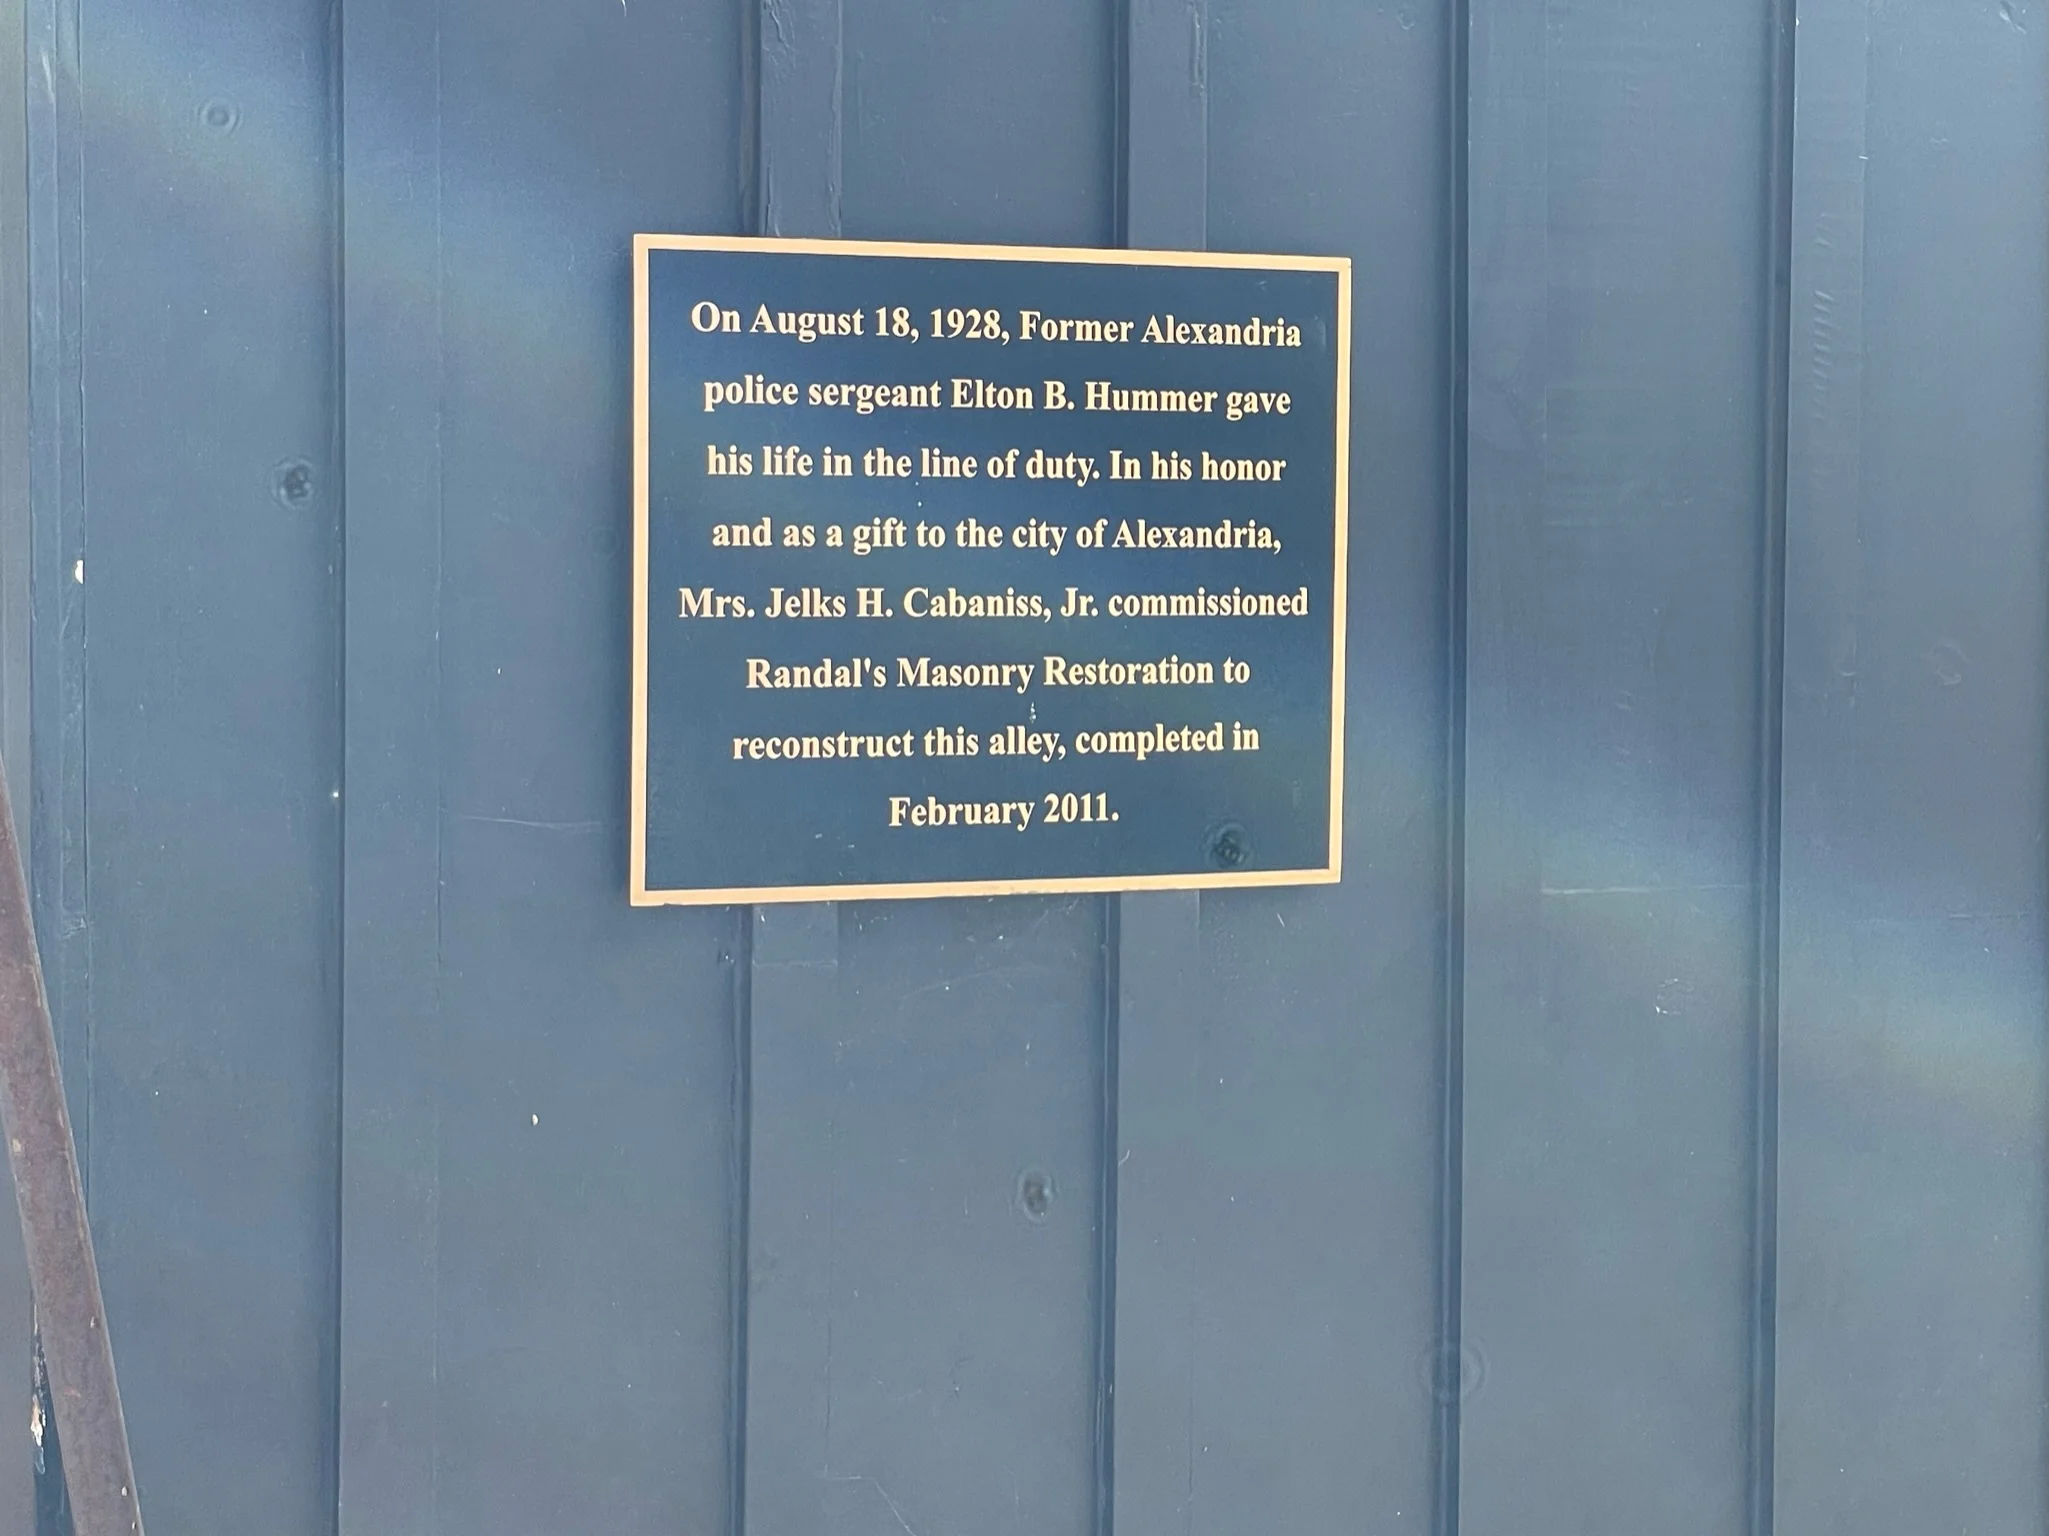 On August 18, 1928, Former Alexandria
police sergeant Elton B. Hummer gave
his life in the line of duty. In his honor
and as a gift to the city of Alexandria,
Mrs. Jelks H. Cabaniss, Jr. commissioned
Randal's Masonry Restoration to
reconstruct this alley, completed in
February 2011.